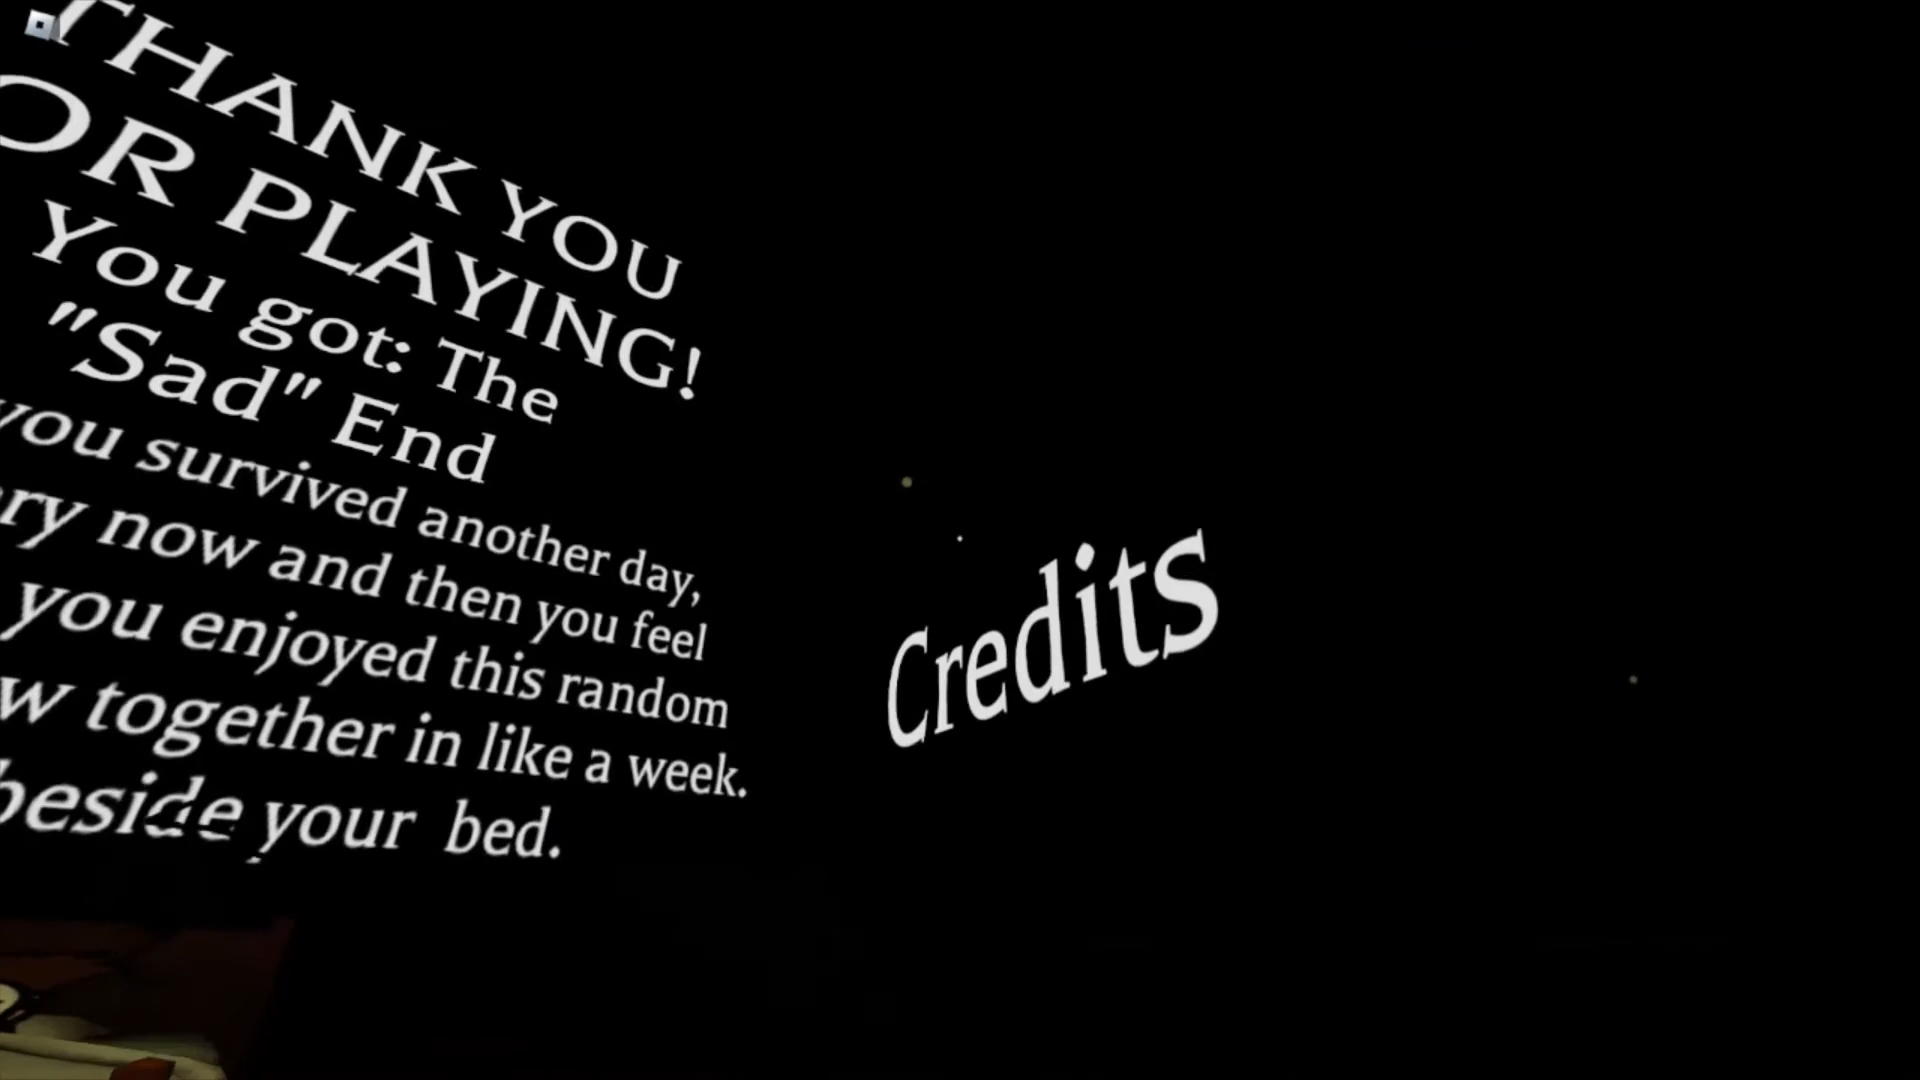 THANK YOU
OR PLAYING!
You got: The
"Sad" End
you survived another day,
ry now and then you feel
you enjoyed this random
w together in like a week.
beside your bed.
Credits